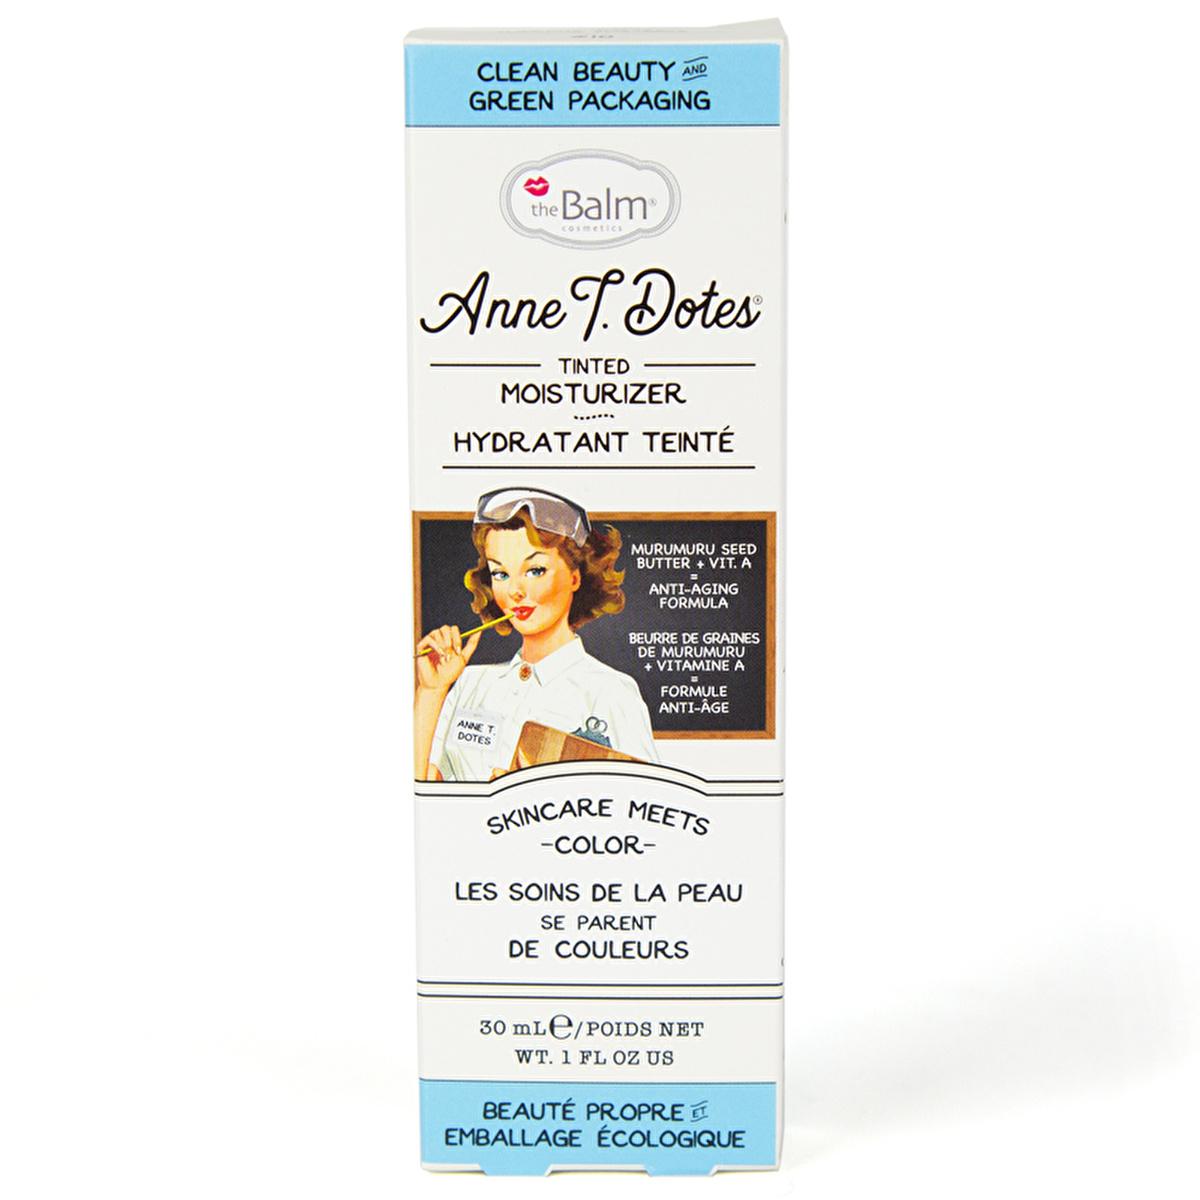 CLEAN BEAUTY AND
GREEN PACKAGING
the Balm®
cosmetics
Anne T. Dotes®
TINTED
MOISTURIZER
HYDRATANT TEINTÉ
MURUMURU SEED
BUTTER + VIT. A
=
ANTI-AGING
FORMULA
BEURRE DE GRAINES
DE MURUMURU
+ VITAMINE A
=
FORMULE
ANTI-ÂGE
ANNE T.
DOTES
SKINCARE MEETS
-COLOR-
LES SOINS DE LA PEAU
SE PARENT
DE COULEURS
30 mL℮/POIDS NET
WT. 1 FL OZ US
BEAUTÉ PROPRE ET
EMBALLAGE ÉCOLOGIQUE